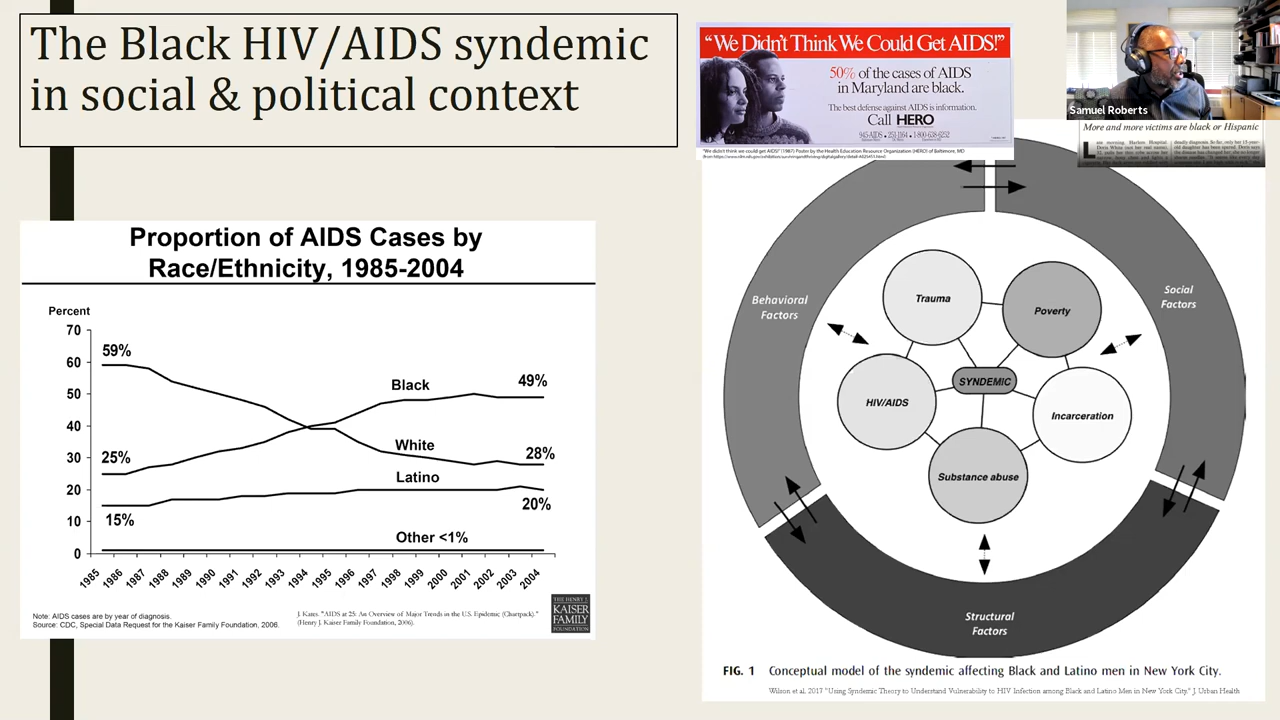 The Black HIV/AIDS syndemic
in social & political context
"We Didn't Think We Could Get AIDS!"
50% of the cases of AIDS
in Maryland are black.
The best defense against AIDS is information.
Call HERO
Samuel Roberts
More and more victims are black or Hispanic
Proportion of AIDS Cases by
Race/Ethnicity, 1985-2004
Percent
70
60
50
40
30
20
10
0
59%
25%
15%
Black
49%
White
28%
Latino
20%
Other <1%
1985
1986
1987
1988
1989
1990
1991
1992
1993
1994
1995
1996
1997
1998
1999
2000
2001
2002
2003
2004
Note: AIDS cases are by year of diagnosis.
Source: CDC, Special Data Request for the Kaiser Family Foundation, 2006.
J. Kates. "AIDS at 25: An Overview of Major Trends in the U.S. Epidemic (Chartpack)."
(Henry J. Kaiser Family Foundation, 2006).
THE HENRY J.
KAISER
FAMILY
FOUNDATION
Behavioral
Factors
Social
Factors
Trauma
Poverty
SYNDEMIC
HIV/AIDS
Incarceration
Substance abuse
Structural
Factors
FIG. 1 Conceptual model of the syndemic affecting Black and Latino men in New York City.
Wilson et al. 2017 "Using Syndemic Theory to Understand Vulnerability to HIV Infection among Black and Latino Men in New York City." J. Urban Health